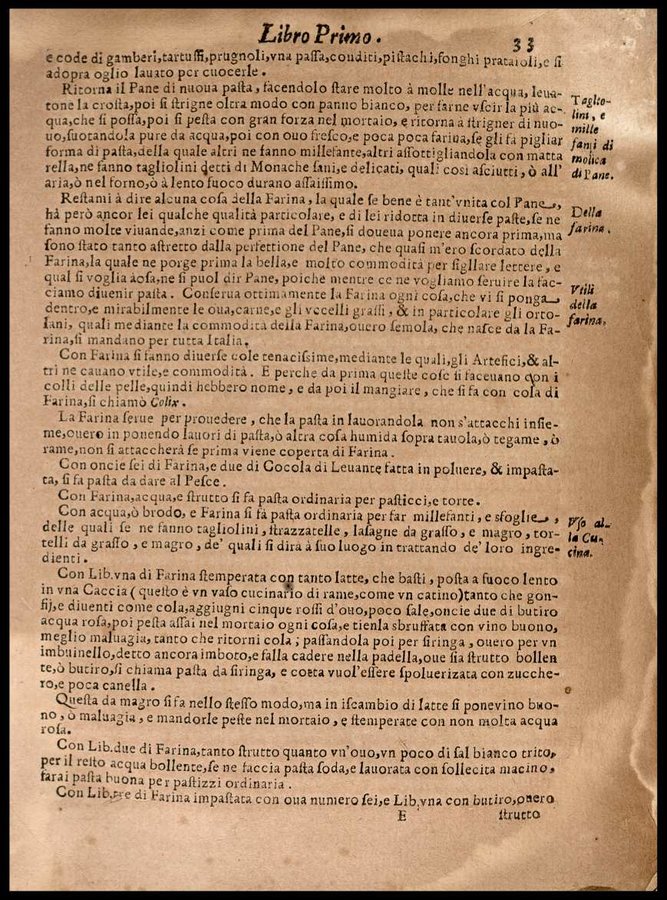 Libro Primo.
33
e code di gamberi,tartuffi,prugnoli,vna passa,conditi,pistachi,fonghi prataioli,e si
adopra oglio lauato per cuocerle.
Ritorna il Pane di nuoua pasta, facendolo stare molto à molle nell'acqua, leua-
tone la crosta,poi si strigne oltra modo con panno bianco, per farne vscir la più ac-
qua,che si possa,poi si pesta con gran forza nel mortaio, e ritorna à strigner di nuo-
uo,fuotandola pure da acqua,poi con ouo fresco,e poca poca farina,se gli fà pigliar
forma di pasta,della quale altri ne fanno millefante,altri assottigliandola con matta
rella,ne fanno tagliolini detti di Monache sani,e delicati, quali così asciutti, ò all'
aria,ò nel forno,ò à lento fuoco durano assaissimo.
Taglio-
lini, e
mille
fanti di
molica
di Pane.
Restami à dire alcuna cosa della Farina, la quale se bene è tant'vnita col Pane,
hà però ancor lei qualche qualità particolare, e di lei ridotta in diuerse paste,se ne
fanno molte viuande,anzi come prima del Pane,si doueua ponere ancora prima,ma
sono stato tanto astretto dalla perfettione del Pane, che quasi m'ero scordato della
Farina,la quale ne porge prima la bella,e molto commodità per sigllare lettere, e
qual si voglia aosa,ne si puol dir Pane, poiche mentre ce ne vogliamo seruire la fac-
ciamo diuenir pasta. Conserua ottimamente la Farina ogni cosa,che vi si ponga
dentro,e mirabilmente le oua,carne,e gli vccelli grassi, & in particolare gli orto-
lani, quali mediante la commodità della Farina,ouero semola, che nasce da la Fa-
rina,si mandano per tutta Italia.
Della
farina.
Vtili
della
farina.
Con Farina si fanno diuerse cole tenacissime,mediante le quali,gli Artefici,& al-
tri ne cauano vtile,e commodità. E perche da prima queste cose si faceuano con i
colli delle pelle,quindi hebbero nome, e da poi il mangiare, che si fa con cosa di
Farina,si chiamò Colix.
La Farina serue per prouedere, che la pasta in lauorandola non s'attacchi insie-
me,ouero in ponendo lauori di pasta,ò altra cosa humida sopra tauola,ò tegame, ò
rame,non si attaccherà se prima viene coperta di Farina.
Con oncie sei di Farina,e due di Cocola di Leuante fatta in poluere, & impasta-
ta, si fa pasta da dare al Pesce.
Con Farina,acqua,e strutto si fa pasta ordinaria per pasticci,e torte.
Con acqua,ò brodo, e Farina si fà pasta ordinaria per far millefanti, e sfoglie,
delle quali se ne fanno tagliolini, strazzatelle, lasagne da grasso, e magro, tor-
telli da grasso, e magro, de' quali si dirà à suo luogo in trattando de' loro ingre-
dienti.
Vso al-
la Cu-
cina.
Con Lib.vna di Farina stemperata con tanto latte, che basti, posta a fuoco lento
in vna Caccia (questo è vn vaso cucinario di rame,come vn catino)tanto che gon-
fij,e diuenti come cola,aggiugni cinque rossi d'ouo,poco sale,oncie due di butiro
acqua rosa,poi pesta assai nel mortaio ogni cosa,e tienla sbruffata con vino buono,
meglio maluagia, tanto che ritorni cola; passandola poi per siringa, ouero per vn
imbuinello,detto ancora imboto,e falla cadere nella padella,oue sia strutto bollen
te,ò butiro,si chiama pasta da siringa, e cotta vuol'essere spoluerizata con zucche-
ro,e poca canella.
Questa da magro si fa nello stesso modo,ma in iscambio di latte si ponevino buo-
no, ò maluagia, e mandorle peste nel mortaio, e stemperate con non molta acqua
rosa.
Con Lib.due di Farina,tanto strutto quanto vn'ouo,vn poco di sal bianco trito,
per il resto acqua bollente,se ne faccia pasta soda,e lauorata con sollecita macino,
farai pasta buona per pastizzi ordinaria.
Con Lib.tre di Farina impastata con oua numero sei,e Lib.vna con butiro,ouero
E
strutto